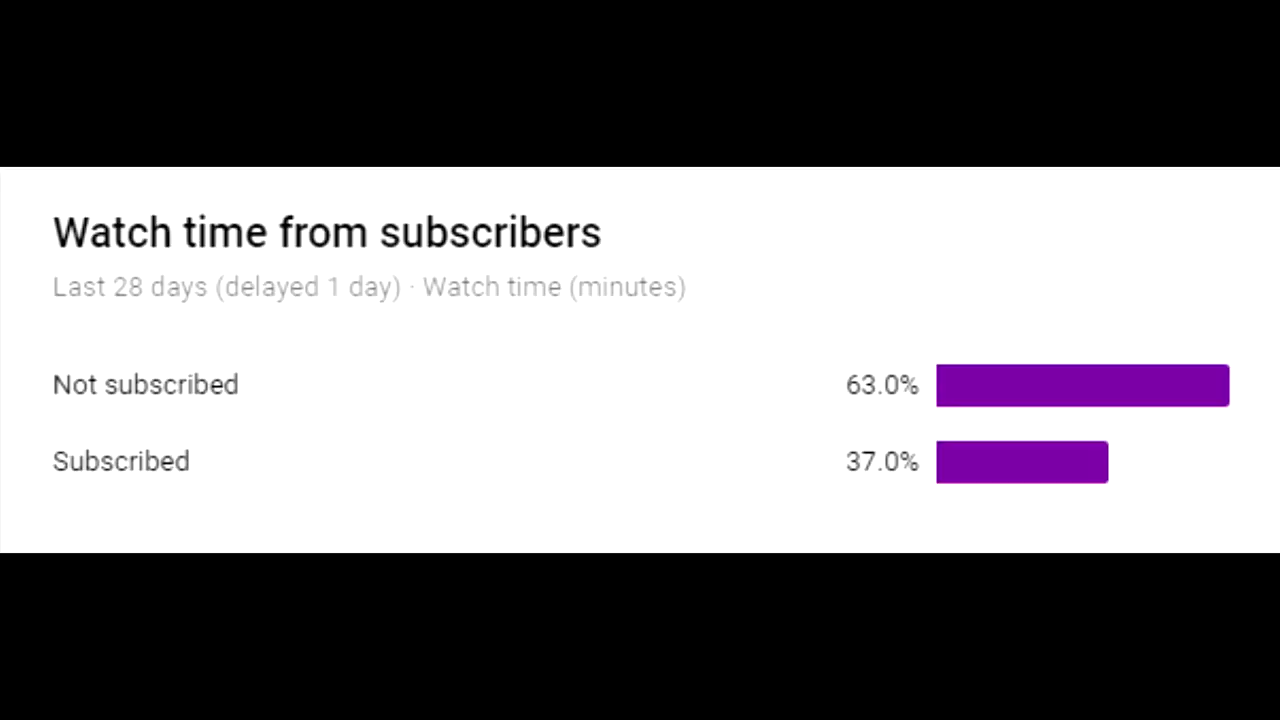 Watch time from subscribers
Last 28 days (delayed 1 day) · Watch time (minutes)
Not subscribed 63.0%
Subscribed 37.0%